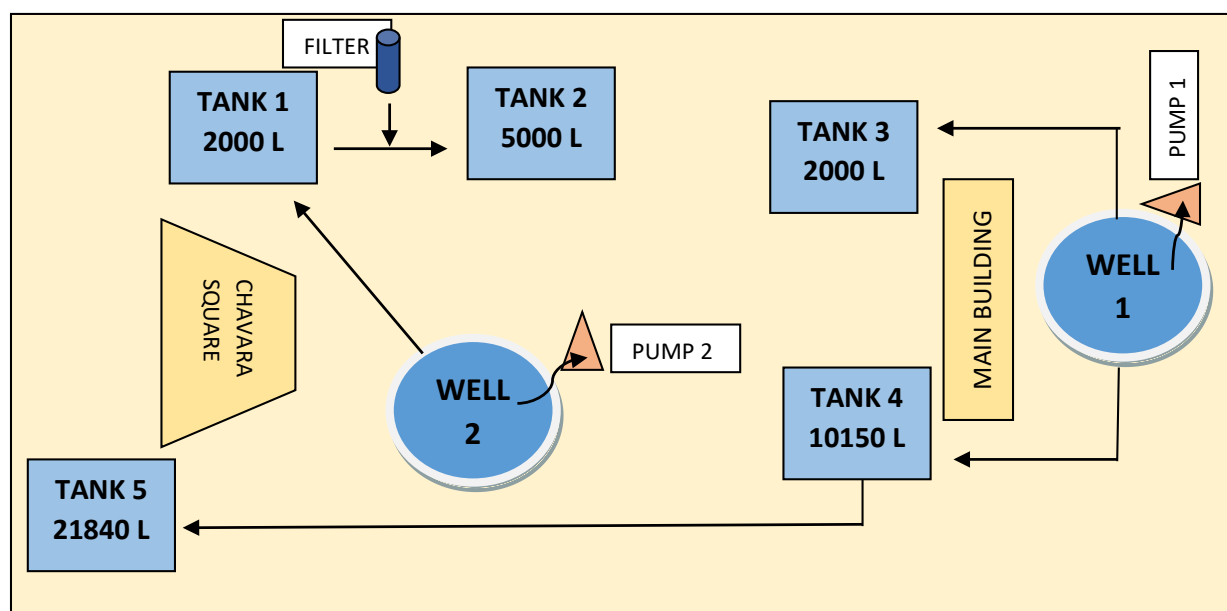 FILTER
TANK 1
2000 L
TANK 2
5000 L
TANK 3
2000 L
PUMP 1
CHAVARA
SQUARE
MAIN BUILDING
WELL
1
PUMP 2
WELL
2
TANK 4
10150 L
TANK 5
21840 L